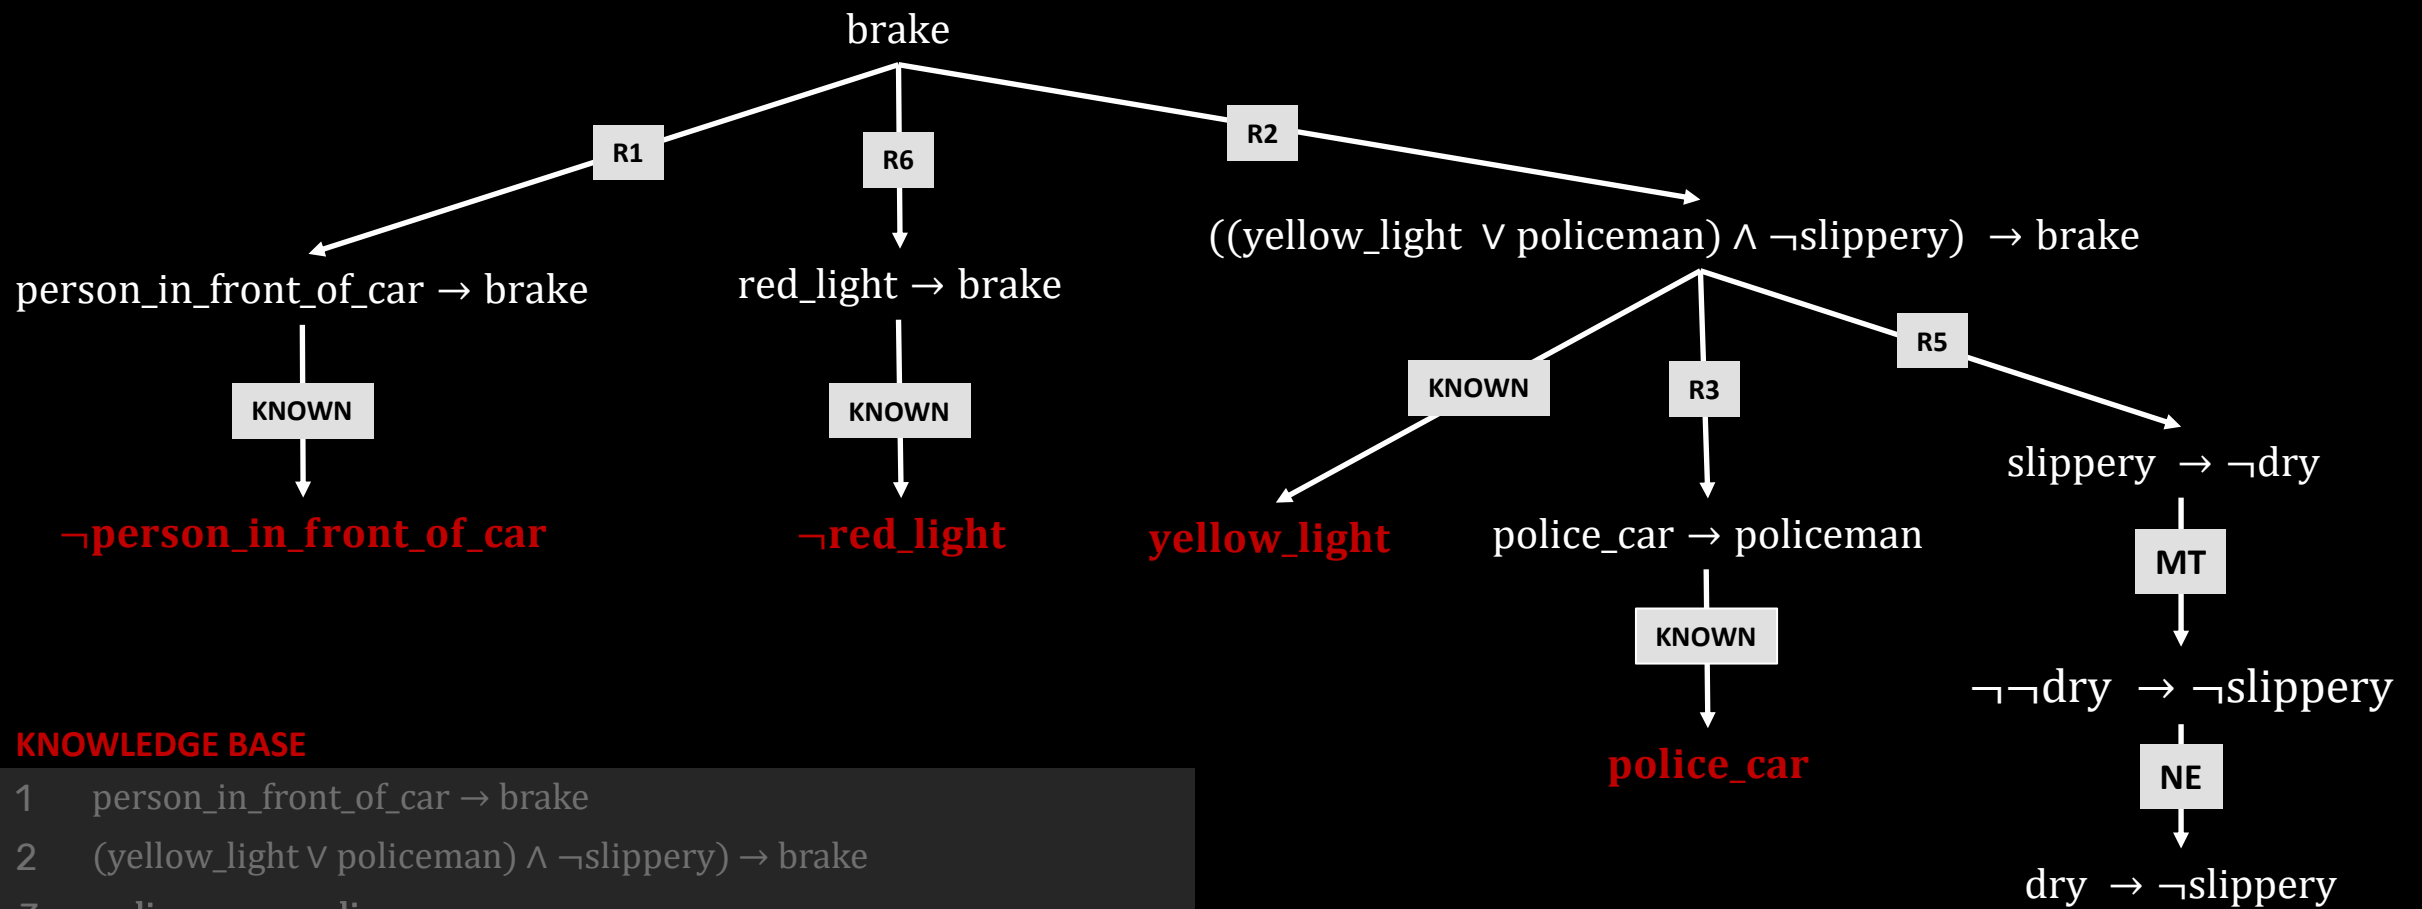 brake
R1
R6
R2
((yellow_light ∨ policeman) ∧ ¬slippery) → brake
person_in_front_of_car → brake
red_light → brake
R5
KNOWN
KNOWN
KNOWN
R3
slippery → ¬dry
¬person_in_front_of_car
¬red_light
yellow_light
police_car → policeman
MT
KNOWN
¬¬dry → ¬slippery
KNOWLEDGE BASE
police_car
NE
1 person_in_front_of_car → brake
2 (yellow_light ∨ policeman) ∧ ¬slippery) → brake
dry → ¬slippery